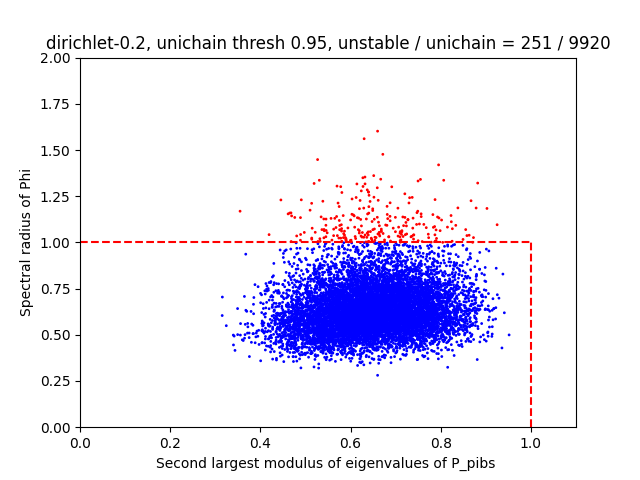 dirichlet-0.2, unichain thresh 0.95, unstable / unichain = 251 / 9920
2.00
1.75
1.50
1.25
1.00
0.75
0.50
0.25
0.00
Spectral radius of Phi
0.0 0.2 0.4 0.6 0.8 1.0
Second largest modulus of eigenvalues of P_pibs